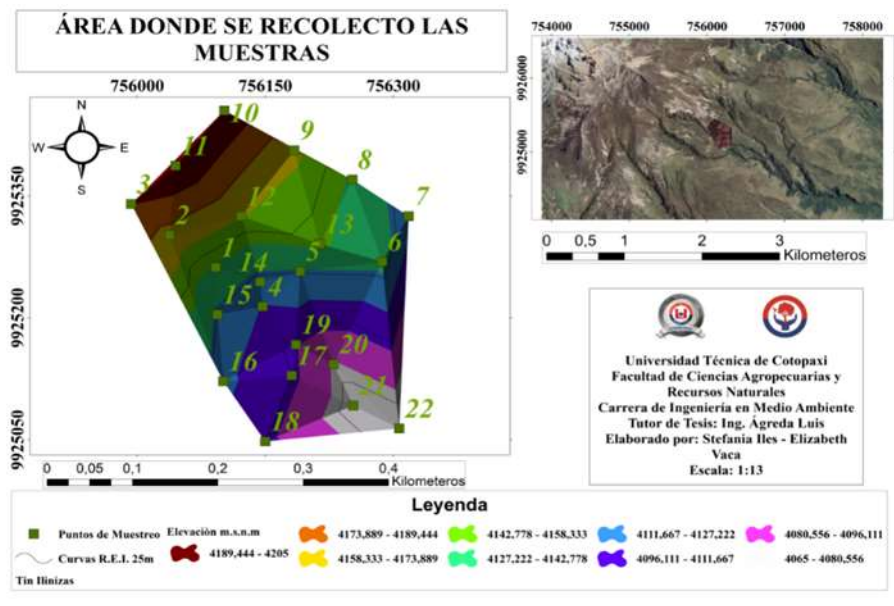 ÁREA DONDE SE RECOLECTO LAS
MUESTRAS
756000 756150 756300
9925350
9925200
9925050
N
W E
S
10
9
11
8
3
7
12
2
13
6
1
5
14
4
15
19
20
17
16
21
22
18
0 0,05 0,1 0,2 0,3 0,4
Kilometeros
754000 755000 756000 757000 758000
9926000
9925000
0 0,5 1 2 3
Kilometeros
Universidad Técnica de Cotopaxi
Facultad de Ciencias Agropecuarias y
Recursos Naturales
Carrera de Ingeniería en Medio Ambiente
Tutor de Tesis: Ing. Ágreda Luis
Elaborado por: Stefania Iles - Elizabeth
Vaca
Escala: 1:13
Leyenda
Puntos de Muestreo
Curvas R.E.I. 25m
Tin Ilinizas
Elevación m.s.n.m
4189,444 - 4205
4173,889 - 4189,444
4158,333 - 4173,889
4142,778 - 4158,333
4127,222 - 4142,778
4111,667 - 4127,222
4096,111 - 4111,667
4080,556 - 4096,111
4065 - 4080,556